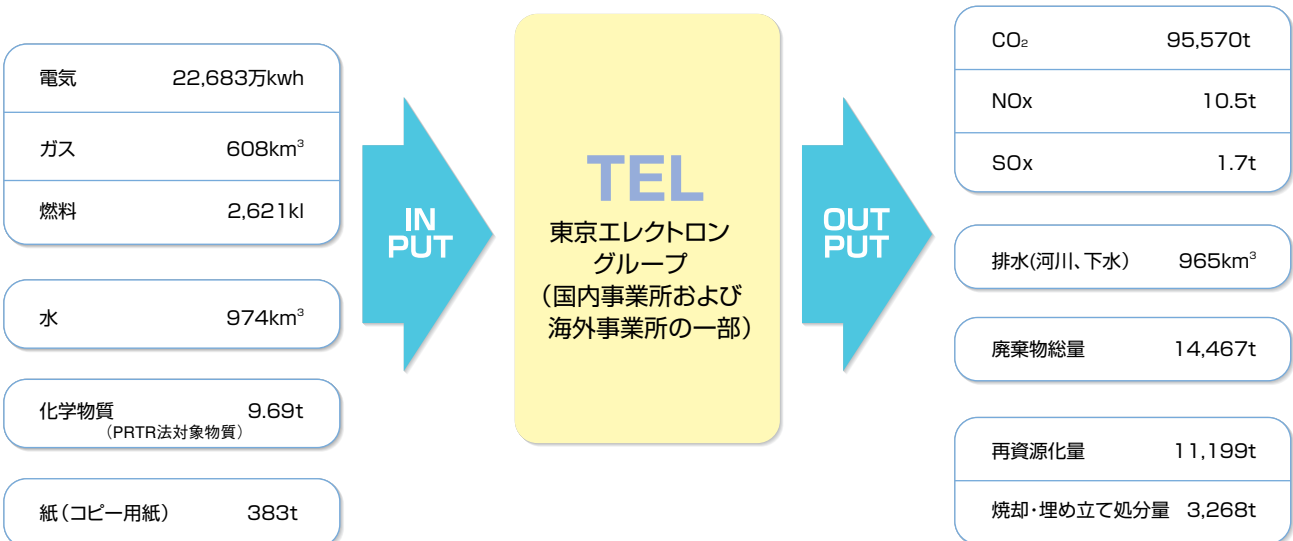 電気 22,683万kwh
ガス 608km³
燃料 2,621kl
水 974km³
化学物質 9.69t
（PRTR法対象物質）
紙（コピー用紙） 383t
IN
PUT
TEL
東京エレクトロン
グループ
（国内事業所および
海外事業所の一部）
OUT
PUT
CO₂ 95,570t
NOx 10.5t
SOx 1.7t
排水(河川、下水） 965km³
廃棄物総量 14,467t
再資源化量 11,199t
焼却・埋め立て処分量 3,268t